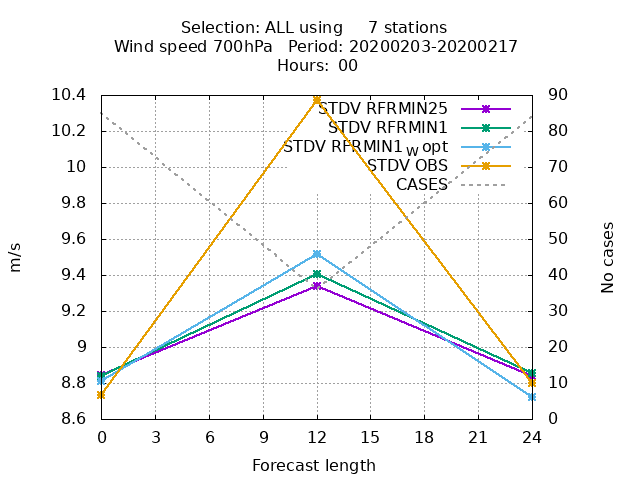 Selection: ALL using 7 stations
Wind speed 700hPa Period: 20200203-20200217
Hours: 00
10.4
10.2
10
9.8
9.6
9.4
9.2
9
8.8
8.6
90
80
70
60
50
40
30
20
10
0
STDV RFRMIN25
STDV RFRMIN1
STDV RFRMIN1 W opt
STDV OBS
CASES
m/s
No cases
0 3 6 9 12 15 18 21 24
Forecast length